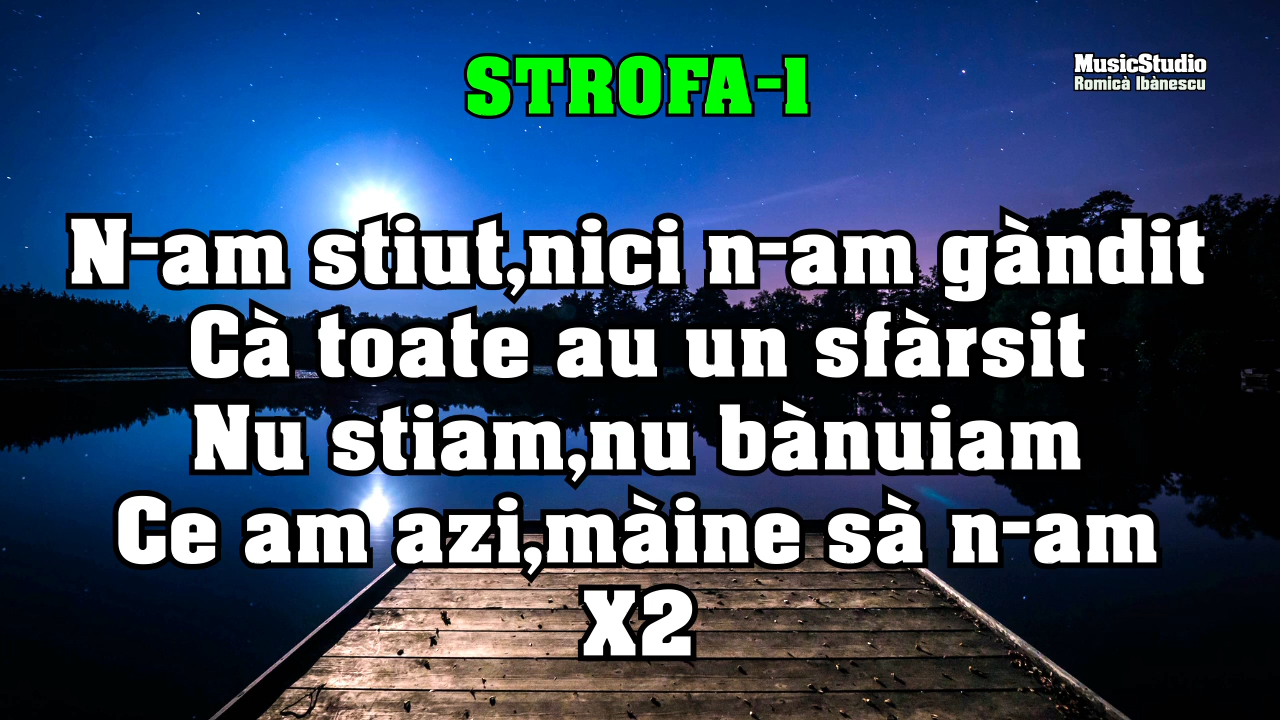 STROFA-1
MusicStudio
Romicà Ibànescu
N-am stiut,nici n-am gàndit
Cà toate au un sfàrsit
Nu stiam,nu bànuiam
Ce am azi,màine sà n-am
X2